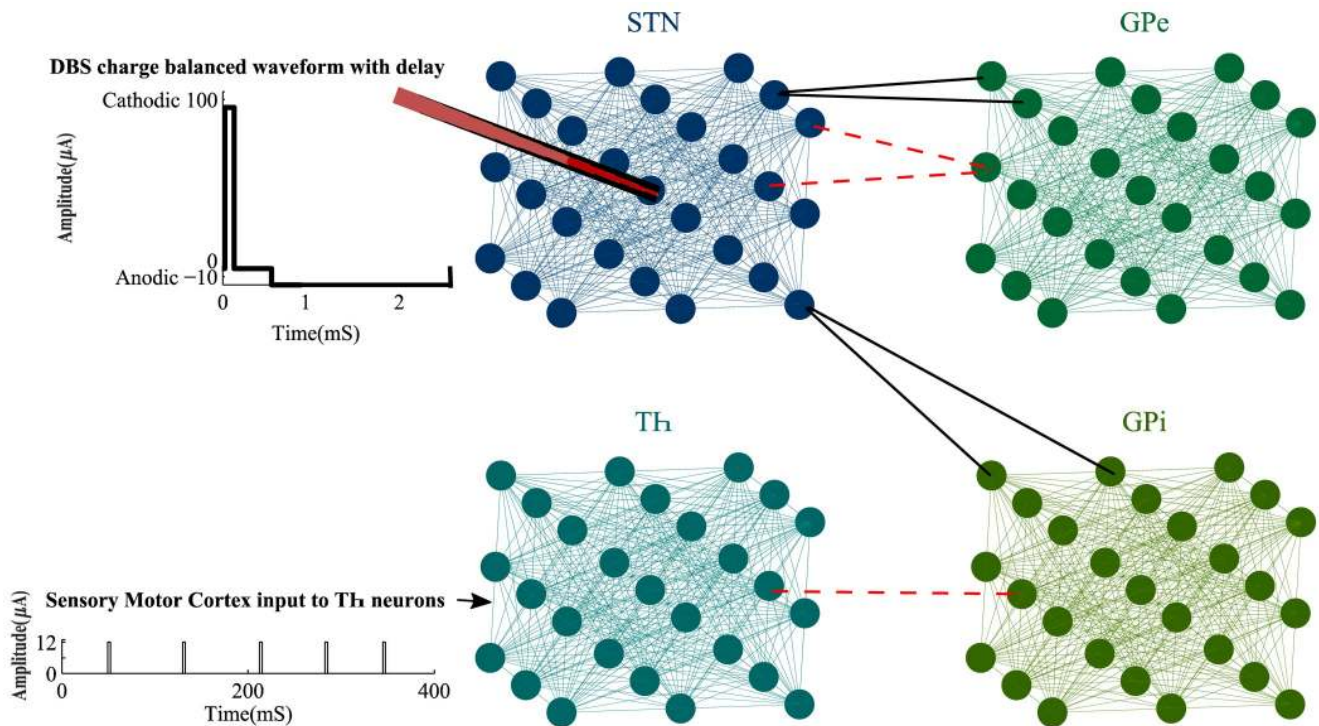 STN
GPe
DBS charge balanced waveform with delay
Cathodic 100
Amplitude(μA)
0
Anodic −10
0 1 2
Time(mS)
Th
GPi
Sensory Motor Cortex input to Th neurons
Amplitude(μA)
12
0
0 200 400
Time(mS)